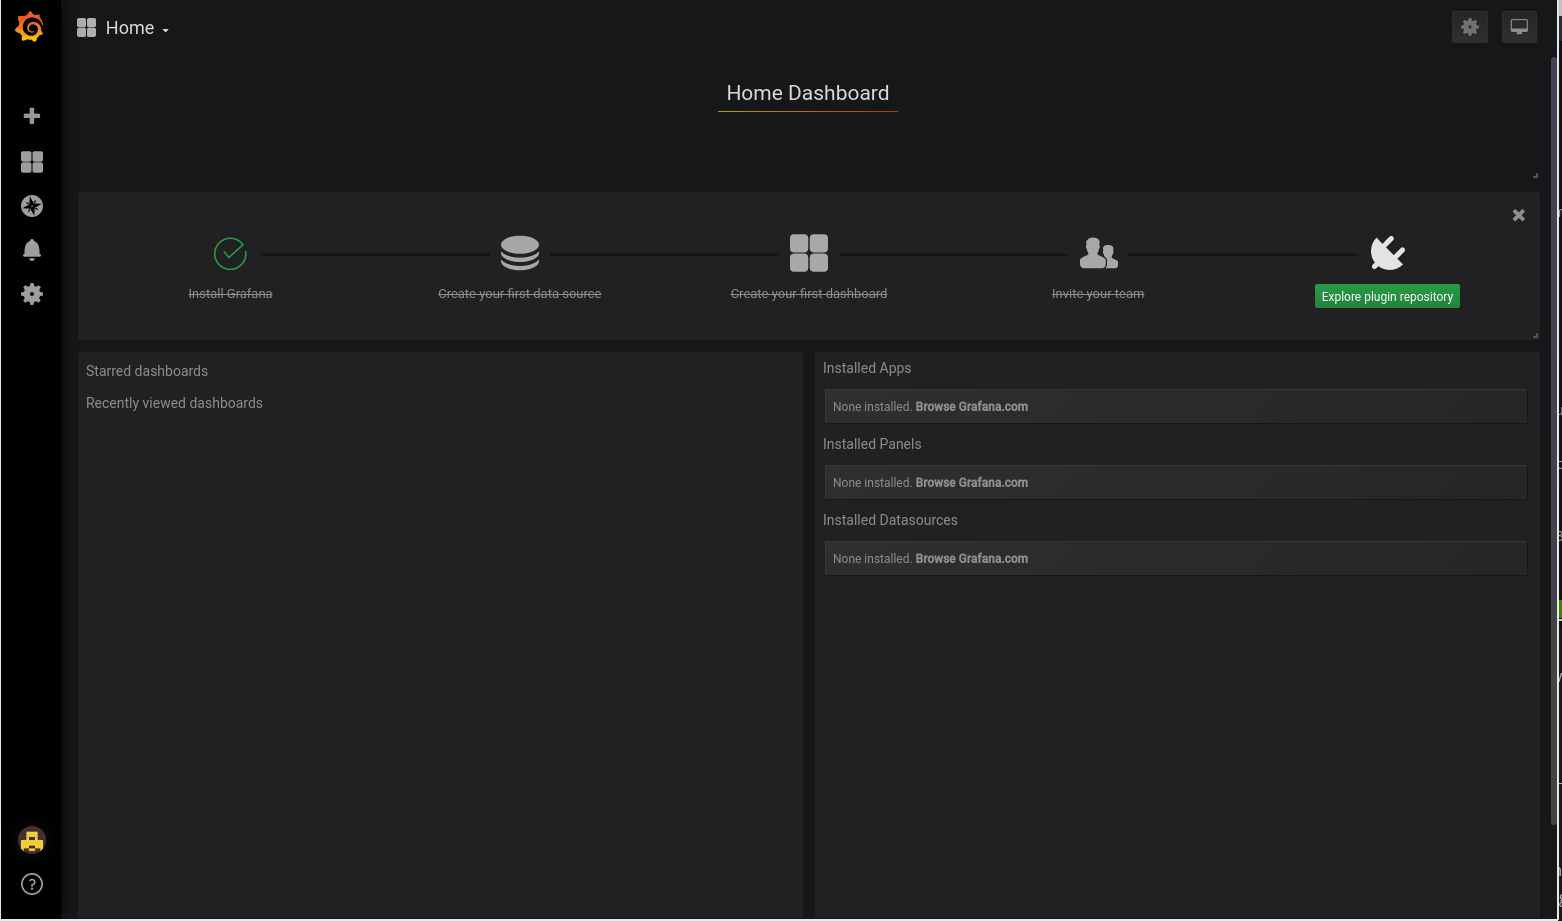 Home
Home Dashboard
Install Grafana
Create your first data source
Create your first dashboard
Invite your team
Explore plugin repository
Starred dashboards
Recently viewed dashboards
Installed Apps
None installed. Browse Grafana.com
Installed Panels
None installed. Browse Grafana.com
Installed Datasources
None installed. Browse Grafana.com
?